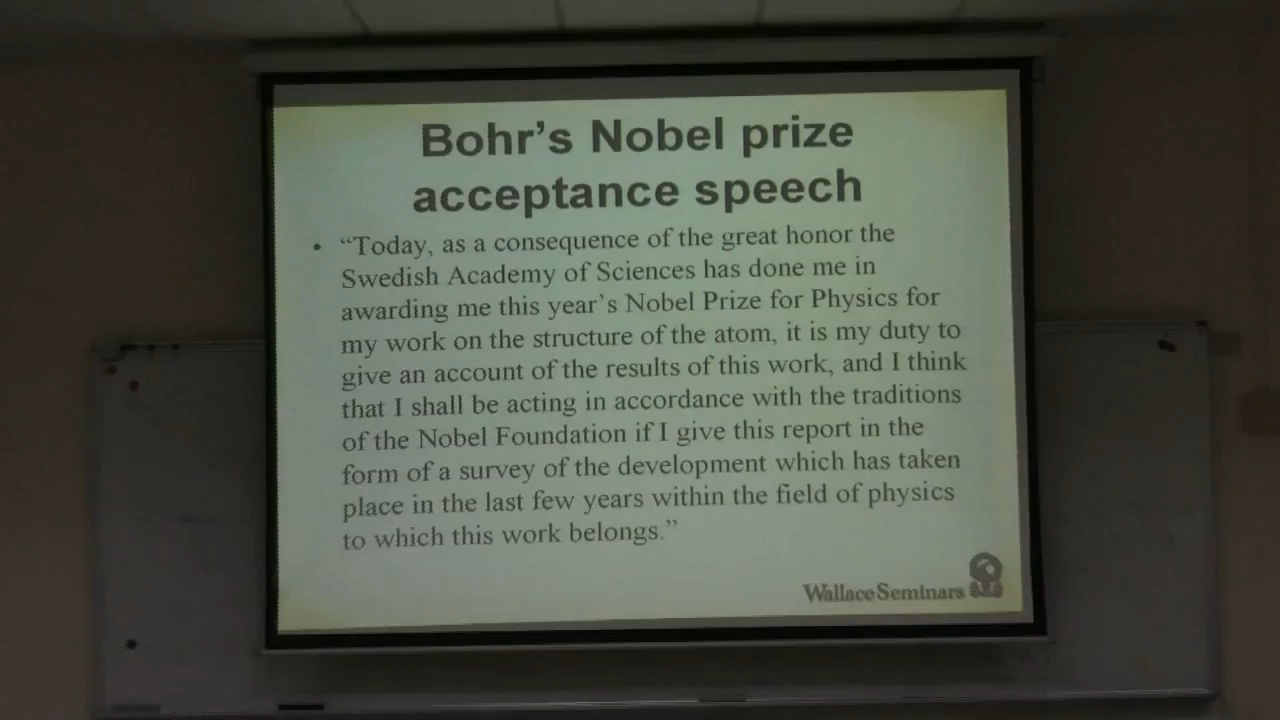 Bohr’s Nobel prize
acceptance speech
• “Today, as a consequence of the great honor the
Swedish Academy of Sciences has done me in
awarding me this year’s Nobel Prize for Physics for
my work on the structure of the atom, it is my duty to
give an account of the results of this work, and I think
that I shall be acting in accordance with the traditions
of the Nobel Foundation if I give this report in the
form of a survey of the development which has taken
place in the last few years within the field of physics
to which this work belongs.”
Wallace Seminars